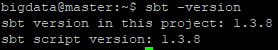 bigdata@master:~$ sbt -version
sbt version in this project: 1.3.8
sbt script version: 1.3.8